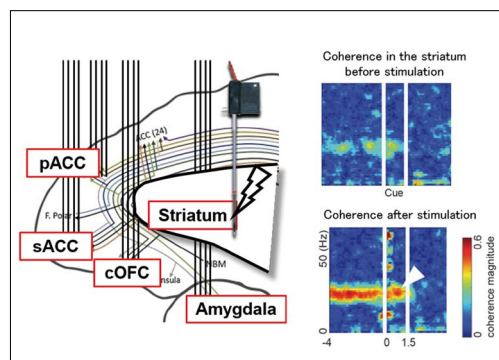 pACC
ACC (24)
F. Polar
sACC
cOFC
Striatum
nsula
NBM
Amygdala
Coherence in the striatum
before stimulation
Cue
Coherence after stimulation
50 (Hz)
0
-4
0
1.5
0.6
0
coherence magnitude